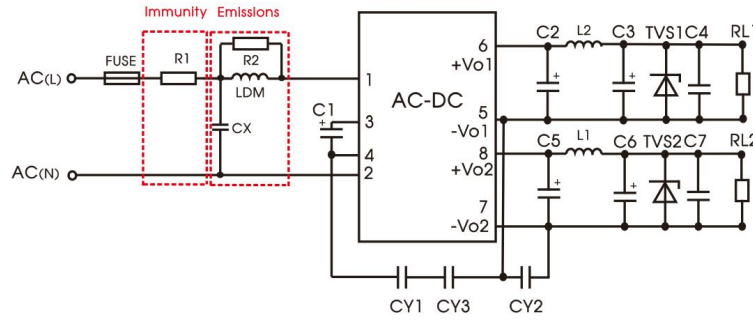 Immunity Emissions
FUSE R1 R2 LDM CX
AC(L)
AC(N)
C1
AC-DC
1
3
4
2
6
+Vo1
5
-Vo1
8
+Vo2
7
-Vo2
C2 L2 C3 TVS1 C4 RL1
C5 L1 C6 TVS2 C7 RL2
+ + + + +
CY1 CY3 CY2